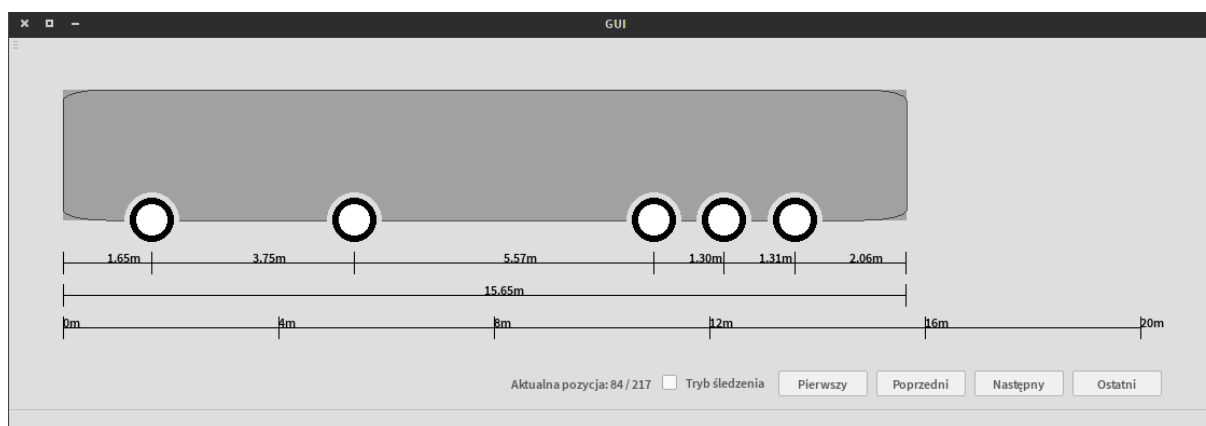 GUI
1.65m 3.75m 5.57m 1.30m 1.31m 2.06m
15.65m
0m 4m 8m 12m 16m 20m
Aktualna pozycja: 84 / 217 Tryb śledzenia Pierwszy Poprzedni Następny Ostatni